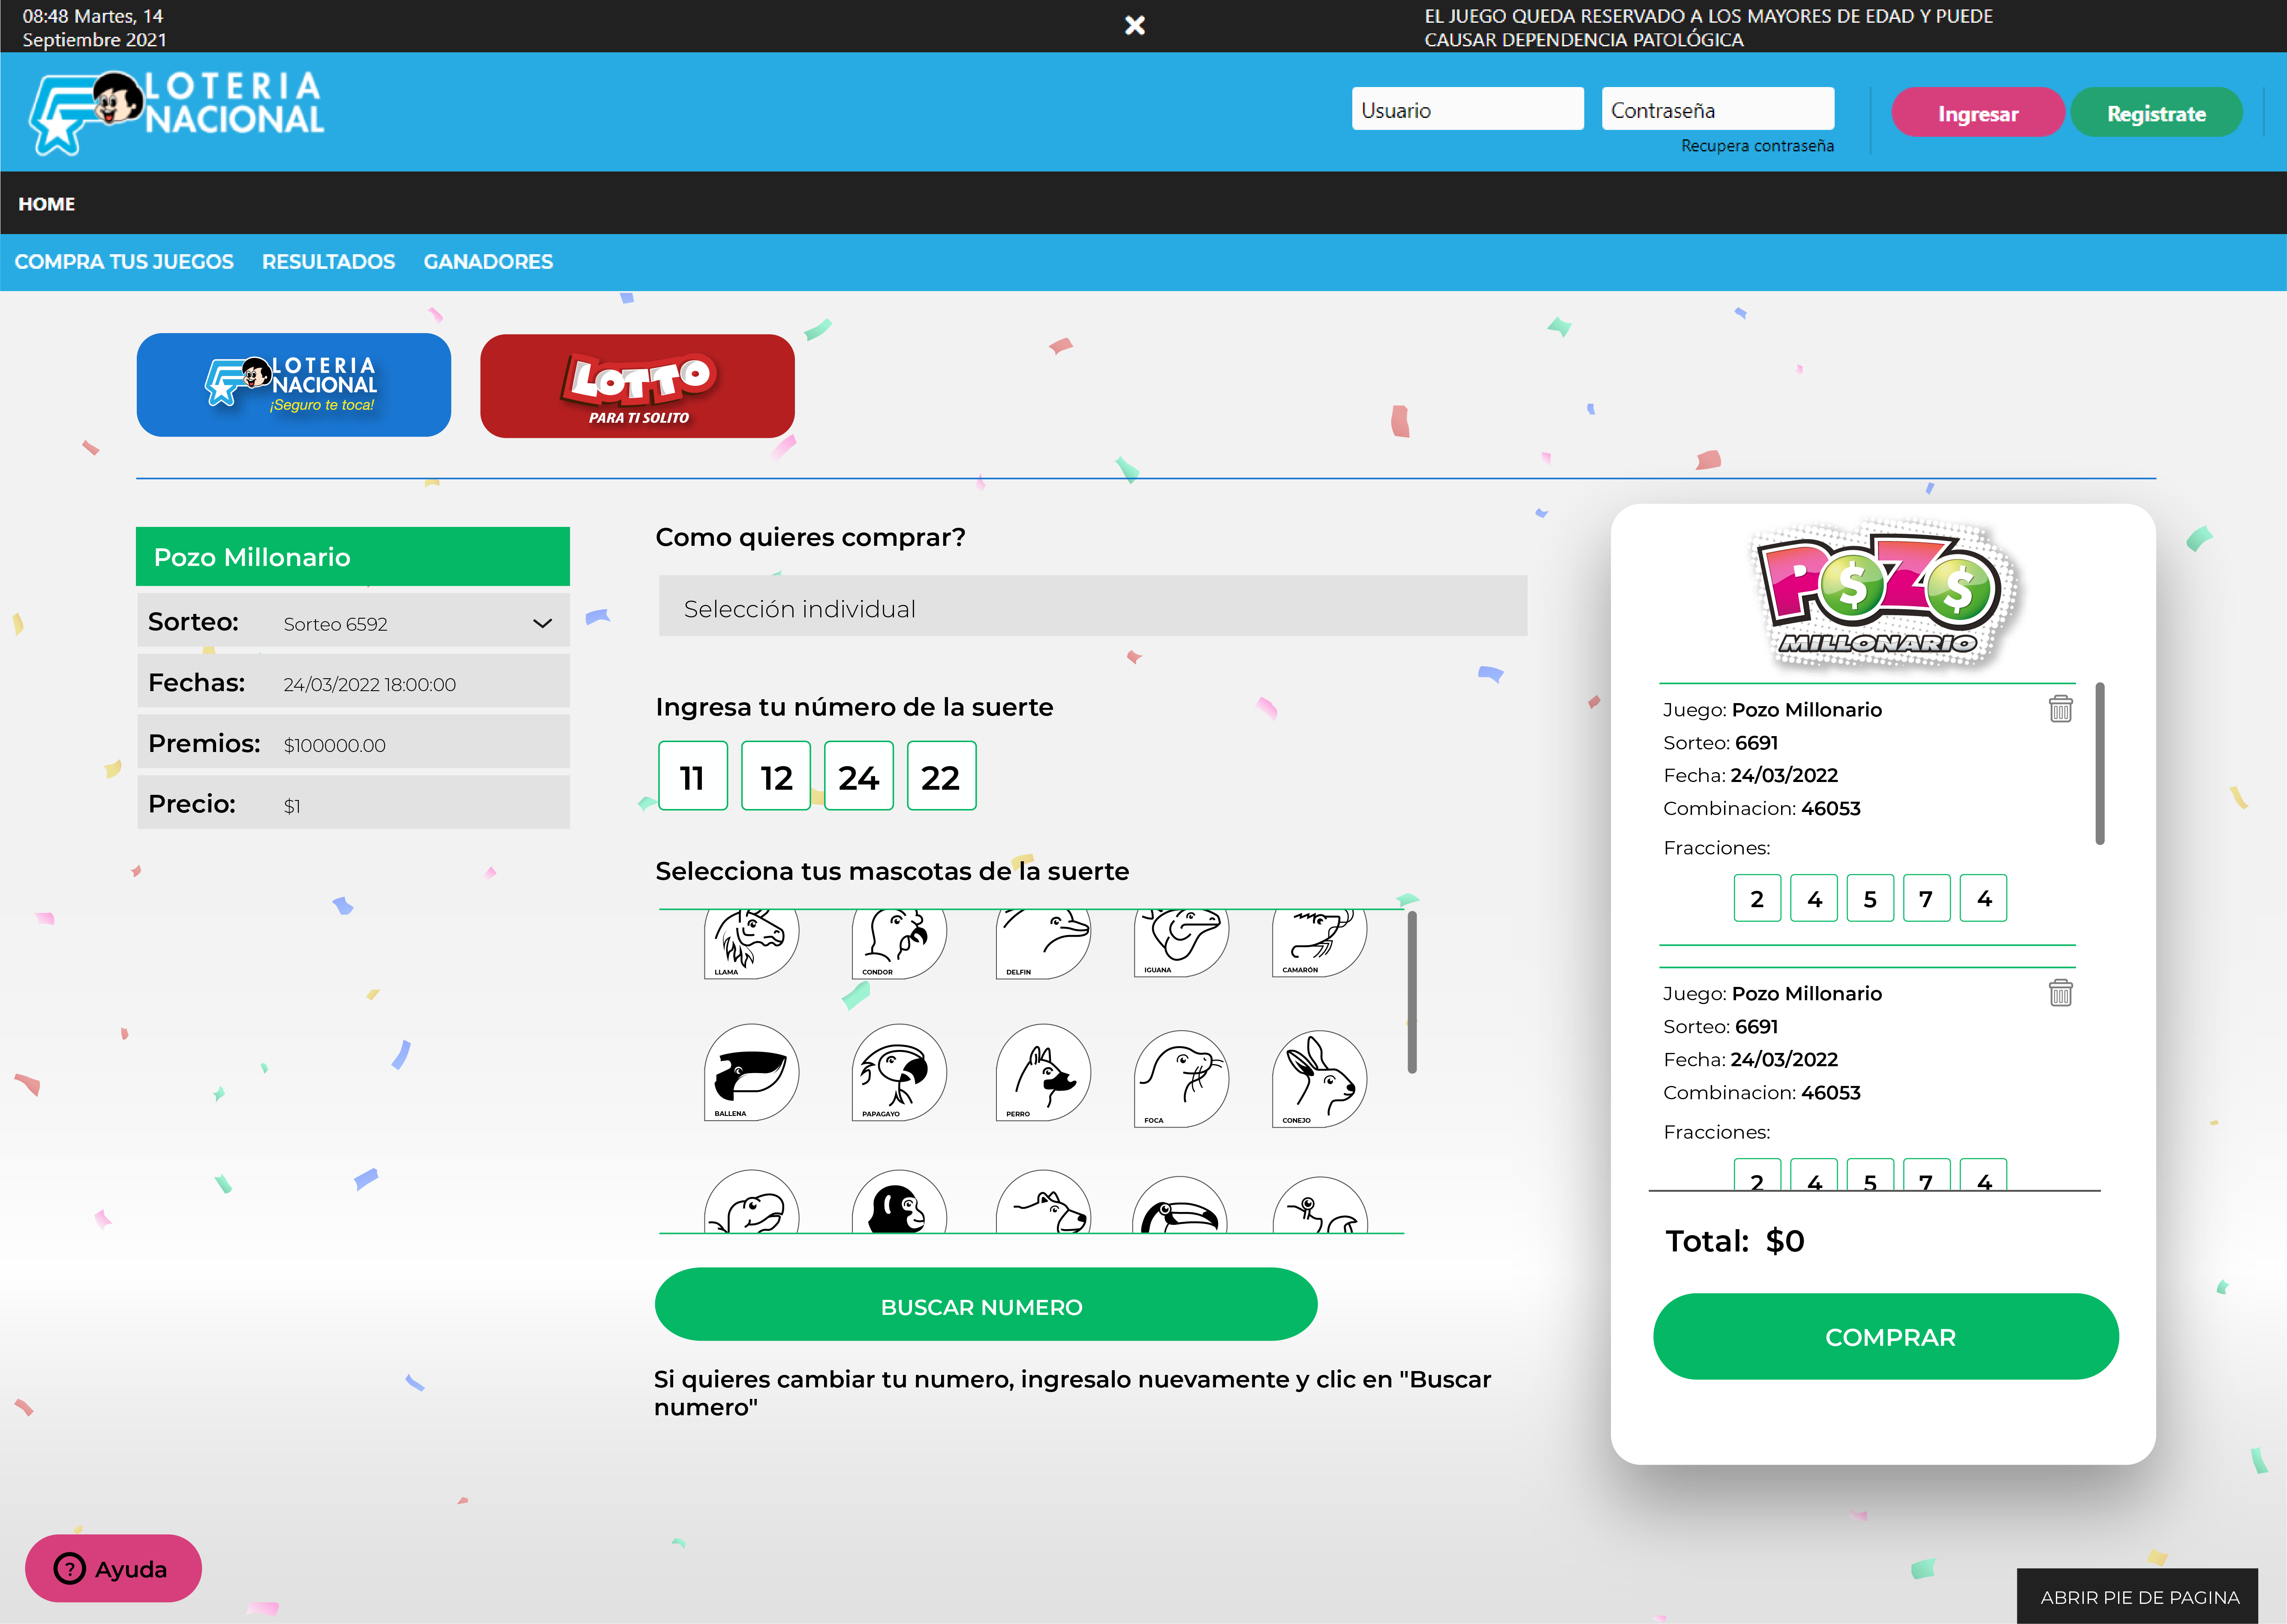 08:48 Martes, 14
Septiembre 2021
EL JUEGO QUEDA RESERVADO A LOS MAYORES DE EDAD Y PUEDE
CAUSAR DEPENDENCIA PATOLÓGICA
LOTERIA
NACIONAL
Usuario
Contraseña
Recupera contraseña
Ingresar
Registrate
HOME
COMPRA TUS JUEGOS
RESULTADOS
GANADORES
LOTERIA
NACIONAL
¡Seguro te toca!
LOTTO
PARA TI SOLITO
Pozo Millonario
Sorteo: Sorteo 6592
Fechas: 24/03/2022 18:00:00
Premios: $100000.00
Precio: $1
Como quieres comprar?
Selección individual
Ingresa tu número de la suerte
11 12 24 22
Selecciona tus mascotas de la suerte
LLAMA CONDOR DELFIN IGUANA CAMARÓN
BALLENA PAPAGAYO PERRO FOCA CONEJO
BUSCAR NUMERO
Si quieres cambiar tu numero, ingresalo nuevamente y clic en "Buscar
numero"
P$Z$
MILLONARIO
Juego: Pozo Millonario
Sorteo: 6691
Fecha: 24/03/2022
Combinacion: 46053
Fracciones:
2 4 5 7 4
Juego: Pozo Millonario
Sorteo: 6691
Fecha: 24/03/2022
Combinacion: 46053
Fracciones:
2 4 5 7 4
Total: $0
COMPRAR
? Ayuda
ABRIR PIE DE PAGINA